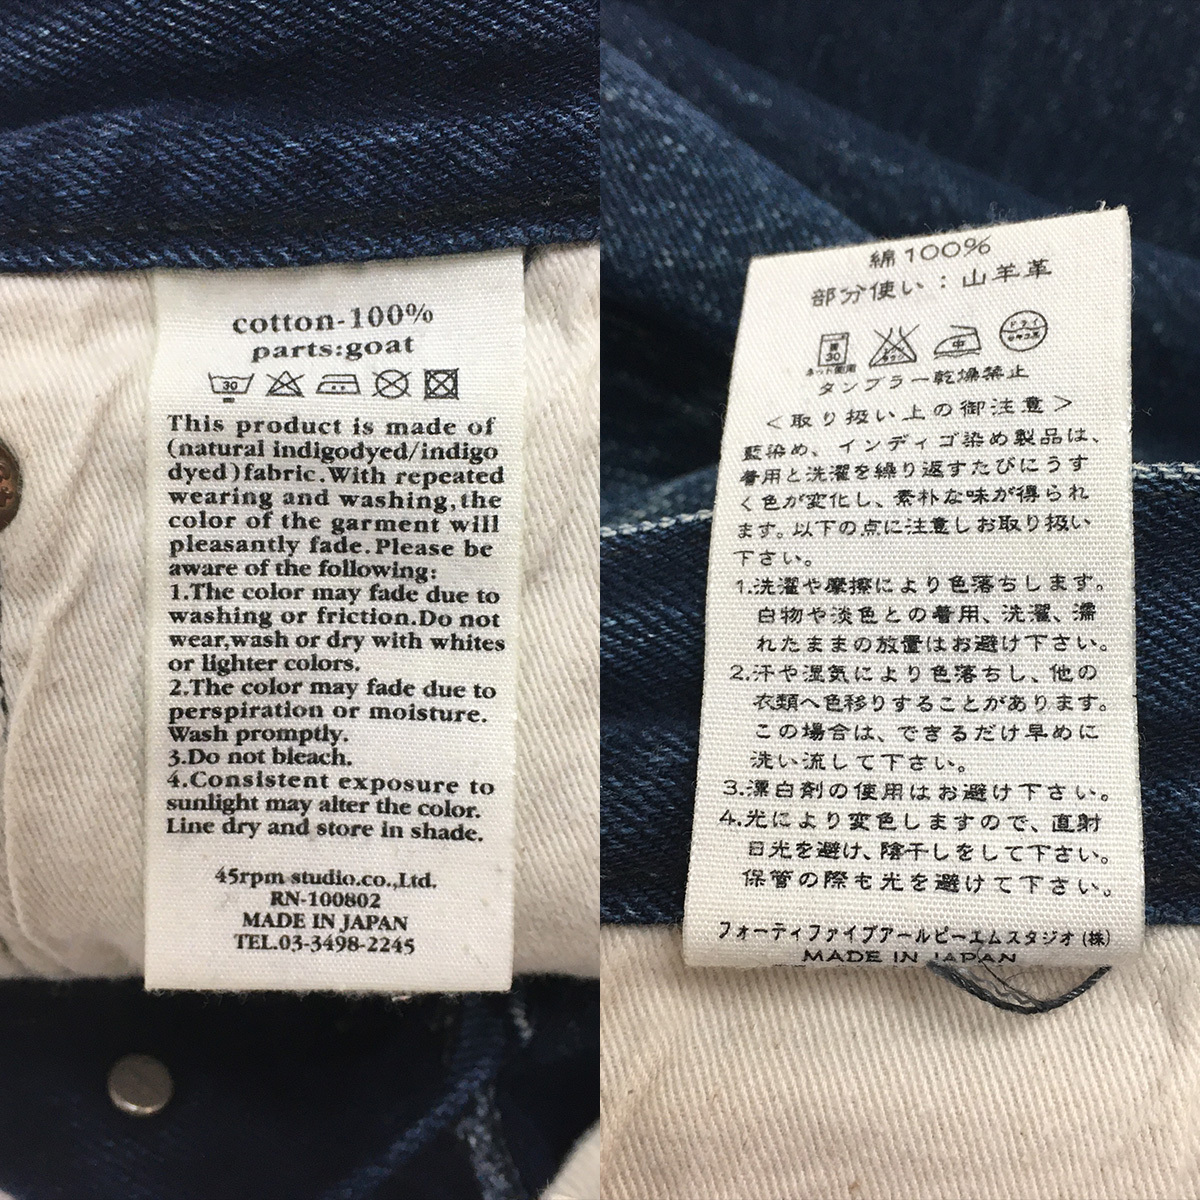 cotton-100%
parts:goat
30
This product is made of
(natural indigodyed/indigo
dyed)fabric.With repeated
wearing and washing,the
color of the garment will
pleasantly fade.Please be
aware of the following:
1.The color may fade due to
washing or friction.Do not
wear,wash or dry with whites
or lighter colors.
2.The color may fade due to
perspiration or moisture.
Wash promptly.
3.Do not bleach.
4.Consistent exposure to
sunlight may alter the color.
Line dry and store in shade.
45rpm studio.co.,Ltd.
RN-100802
MADE IN JAPAN
TEL.03-3498-2245
綿100%
部分使い：山羊革
30 中 ドライ
ネット使用
タンブラー乾燥禁止
＜取り扱い上の御注意＞
藍染め、インディゴ染め製品は、
着用と洗濯を繰り返すたびにうす
く色が変化し、素朴な味が得られ
ます。以下の点に注意しお取り扱い
下さい。
1.洗濯や摩擦により色落ちします。
白物や淡色との着用、洗濯、濡
れたままの放置はお避け下さい。
2.汗や湿気により色落ちし、他の
衣類へ色移りすることがあります。
この場合は、できるだけ早めに
洗い流して下さい。
3.漂白剤の使用はお避け下さい。
4.光により変色しますので、直射
日光を避け、陰干しをして下さい。
保管の際も光を避けて下さい。
フォーティファイブアールピーエムスタジオ(株)
MADE IN JAPAN